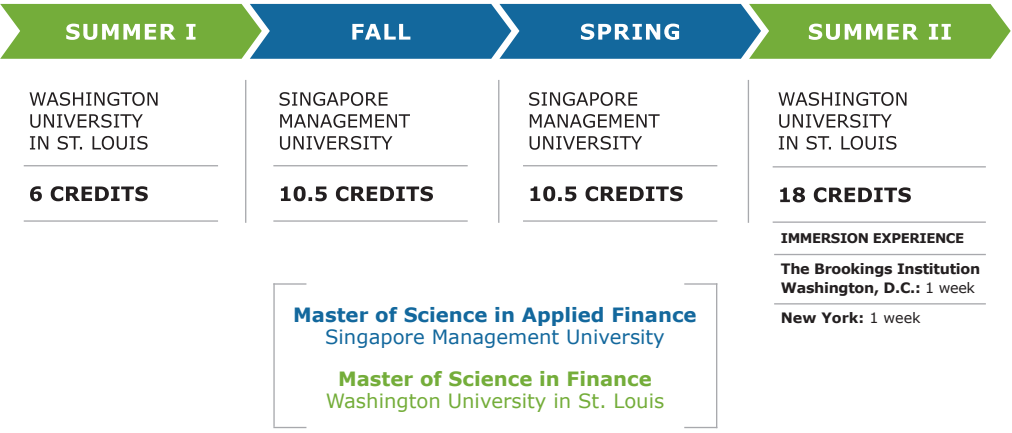 SUMMER I
FALL
SPRING
SUMMER II
WASHINGTON
UNIVERSITY
IN ST. LOUIS
6 CREDITS
SINGAPORE
MANAGEMENT
UNIVERSITY
10.5 CREDITS
SINGAPORE
MANAGEMENT
UNIVERSITY
10.5 CREDITS
WASHINGTON
UNIVERSITY
IN ST. LOUIS
18 CREDITS
IMMERSION EXPERIENCE
The Brookings Institution
Washington, D.C.: 1 week
New York: 1 week
Master of Science in Applied Finance
Singapore Management University
Master of Science in Finance
Washington University in St. Louis